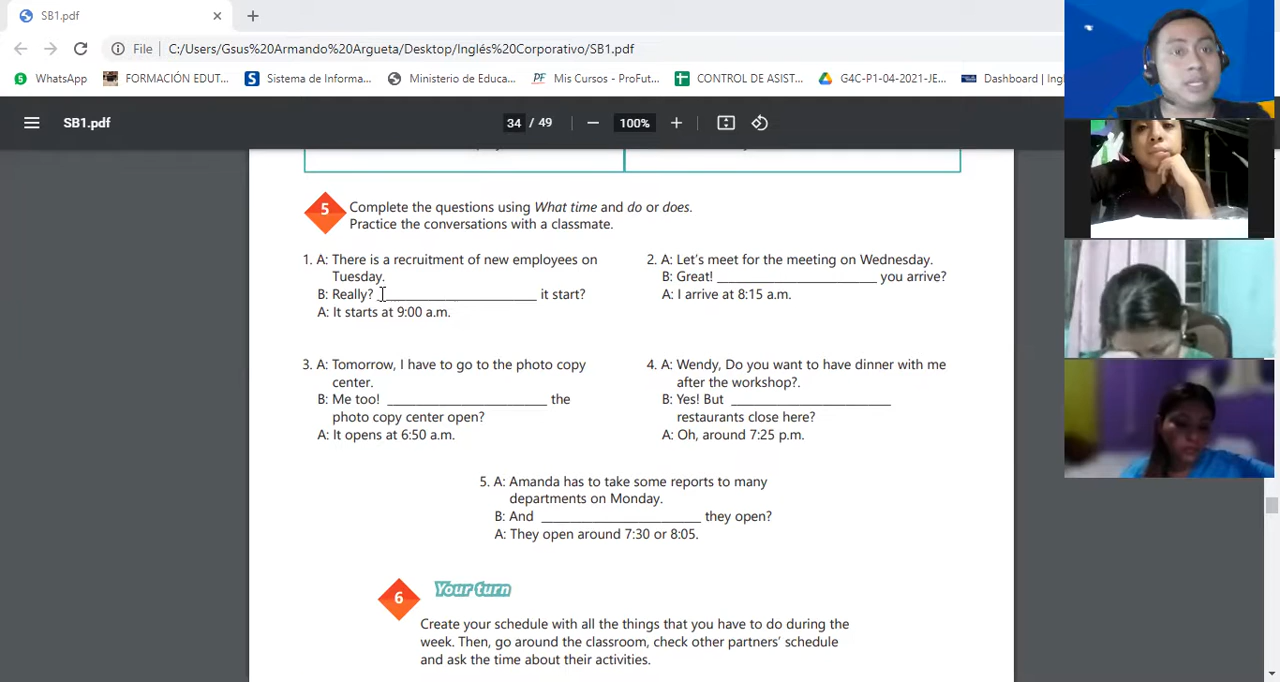 SB1.pdf
File C:/Users/Gsus%20Armando%20Argueta/Desktop/Inglés%20Corporativo/SB1.pdf
WhatsApp FORMACIÓN EDUT... Sistema de Informa... Ministerio de Educa... Mis Cursos - ProFut... CONTROL DE ASIST... G4C-P1-04-2021-JE... Dashboard | Ingl
SB1.pdf 34 / 49 100%
5 Complete the questions using What time and do or does.
Practice the conversations with a classmate.
1. A: There is a recruitment of new employees on
Tuesday.
B: Really? ____________________ it start?
A: It starts at 9:00 a.m.
2. A: Let's meet for the meeting on Wednesday.
B: Great! ____________________ you arrive?
A: I arrive at 8:15 a.m.
3. A: Tomorrow, I have to go to the photo copy
center.
B: Me too! ____________________ the
photo copy center open?
A: It opens at 6:50 a.m.
4. A: Wendy, Do you want to have dinner with me
after the workshop?.
B: Yes! But ____________________
restaurants close here?
A: Oh, around 7:25 p.m.
5. A: Amanda has to take some reports to many
departments on Monday.
B: And ____________________ they open?
A: They open around 7:30 or 8:05.
6 Your turn
Create your schedule with all the things that you have to do during the
week. Then, go around the classroom, check other partners' schedule
and ask the time about their activities.